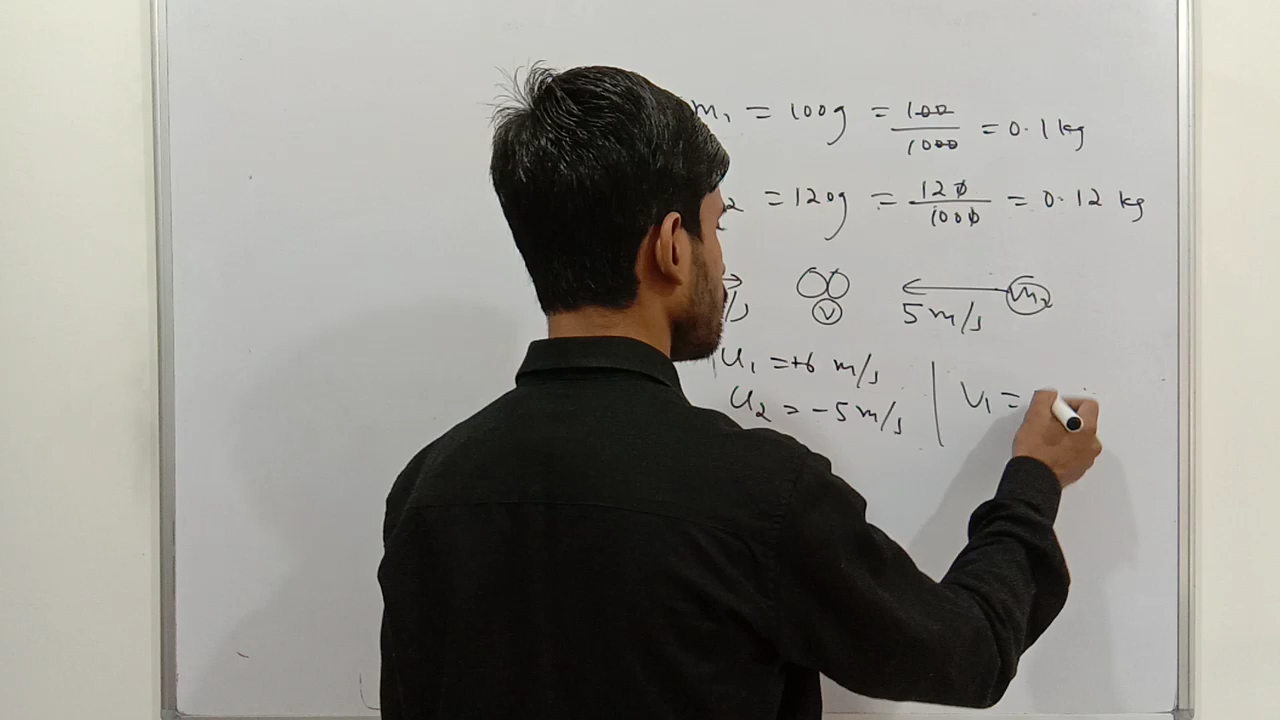 m₁ = 100g = 100/1000 = 0.1 kg
2 = 120g = 120/1000 = 0.12 kg
m₂
/s V 5 m/s
u₁ = +6 m/s
u₂ = -5 m/s | V₁ =